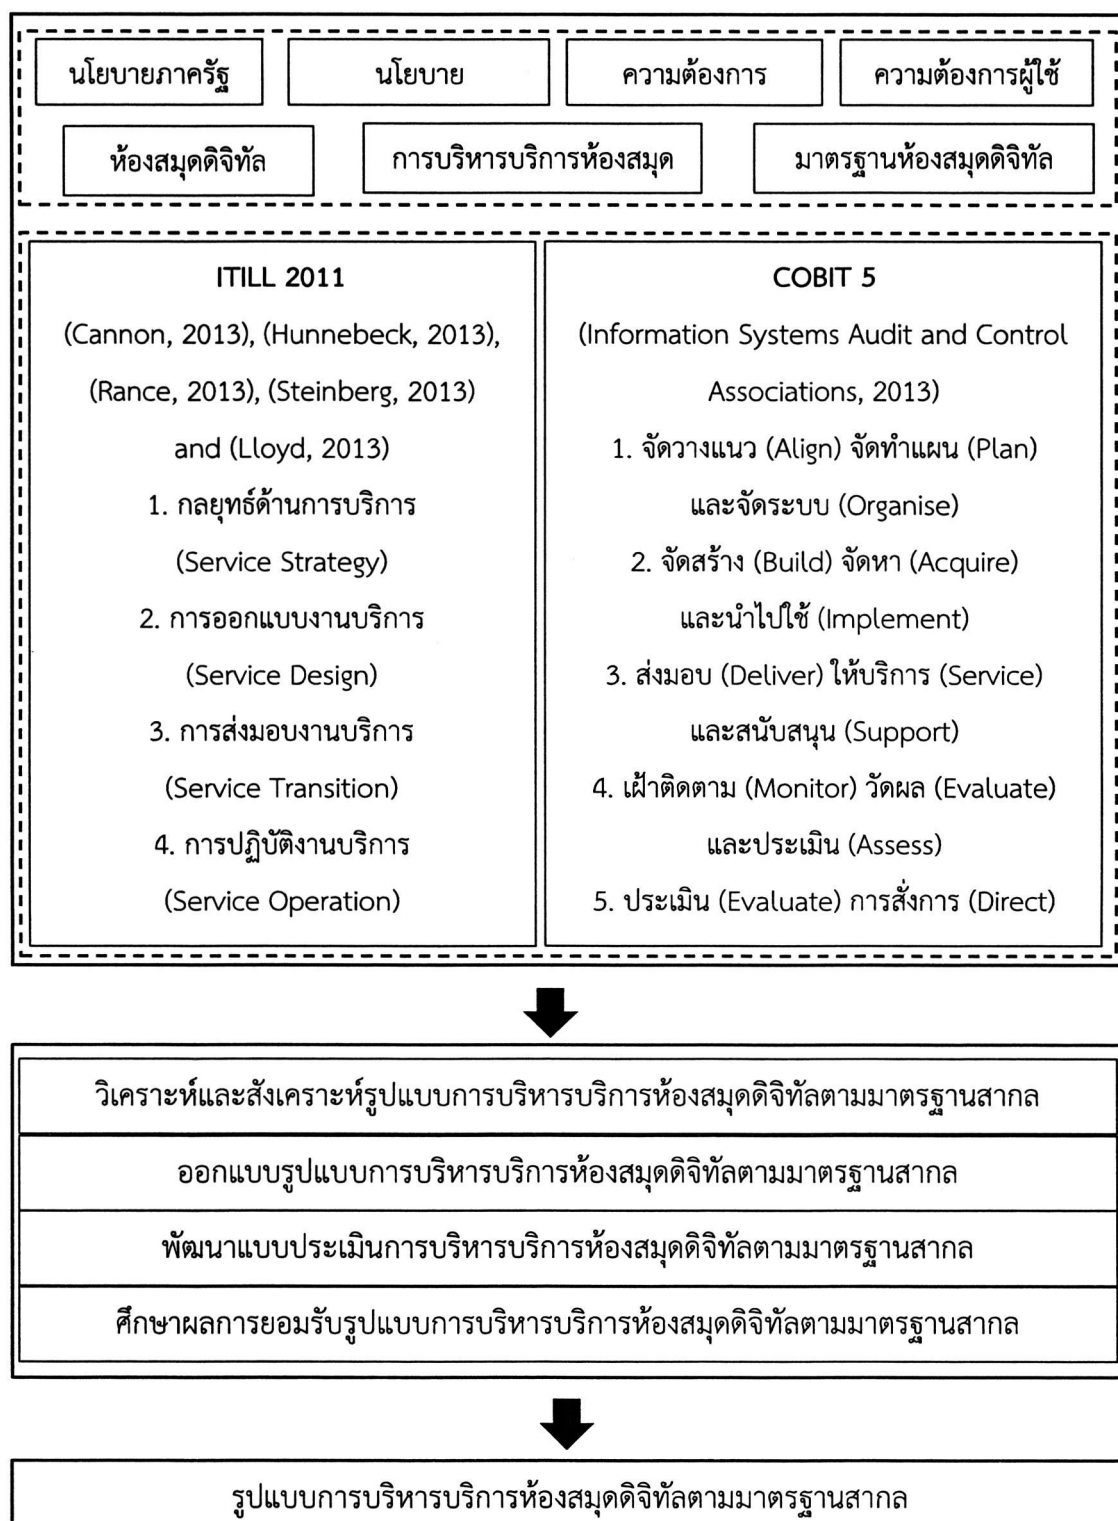 นโยบายภาครัฐ
นโยบาย
ความต้องการ
ความต้องการผู้ใช้
ห้องสมุดดิจิทัล
การบริหารบริการห้องสมุด
มาตรฐานห้องสมุดดิจิทัล
ITILL 2011
(Cannon, 2013), (Hunnebeck, 2013),
(Rance, 2013), (Steinberg, 2013)
and (Lloyd, 2013)
1. กลยุทธ์ด้านการบริการ
(Service Strategy)
2. การออกแบบงานบริการ
(Service Design)
3. การส่งมอบงานบริการ
(Service Transition)
4. การปฏิบัติงานบริการ
(Service Operation)
COBIT 5
(Information Systems Audit and Control
Associations, 2013)
1. จัดวางแนว (Align) จัดทำแผน (Plan)
และจัดระบบ (Organise)
2. จัดสร้าง (Build) จัดหา (Acquire)
และนำไปใช้ (Implement)
3. ส่งมอบ (Deliver) ให้บริการ (Service)
และสนับสนุน (Support)
4. เฝ้าติดตาม (Monitor) วัดผล (Evaluate)
และประเมิน (Assess)
5. ประเมิน (Evaluate) การสั่งการ (Direct)
วิเคราะห์และสังเคราะห์รูปแบบการบริหารบริการห้องสมุดดิจิทัลตามมาตรฐานสากล
ออกแบบรูปแบบการบริหารบริการห้องสมุดดิจิทัลตามมาตรฐานสากล
พัฒนาแบบประเมินการบริหารบริการห้องสมุดดิจิทัลตามมาตรฐานสากล
ศึกษาผลการยอมรับรูปแบบการบริหารบริการห้องสมุดดิจิทัลตามมาตรฐานสากล
รูปแบบการบริหารบริการห้องสมุดดิจิทัลตามมาตรฐานสากล